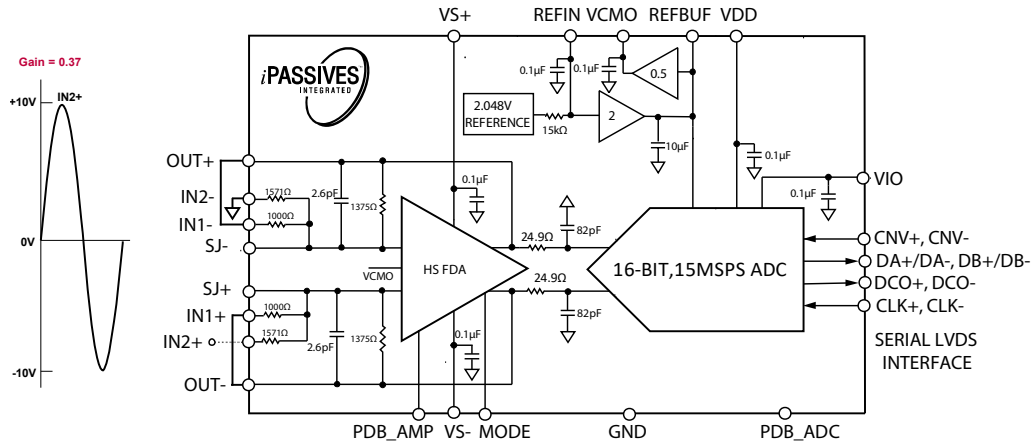 VS+
REFIN VCMO REFBUF VDD
Gain = 0.37
+10V
IN2+
0V
-10V
iPASSIVES™
INTEGRATED
0.1µF
0.1µF
0.5
2.048V
REFERENCE
15kΩ
2
10µF
0.1µF
OUT+
IN2-
IN1-
SJ-
1571Ω
1000Ω
2.6pF
1375Ω
0.1µF
VIO
0.1µF
82pF
24.9Ω
VCMO
HS FDA
24.9Ω
82pF
16-BIT,15MSPS ADC
CNV+, CNV-
DA+/DA-, DB+/DB-
DCO+, DCO-
CLK+, CLK-
SERIAL LVDS
INTERFACE
SJ+
IN1+
IN2+
OUT-
1000Ω
1571Ω
2.6pF
1375Ω
0.1µF
PDB_AMP VS- MODE
GND
PDB_ADC